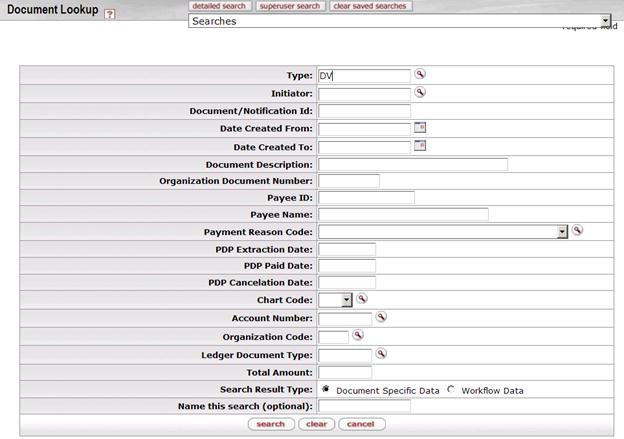 Document Lookup ?
detailed search superuser search clear saved searches
Searches
required field
Type: DV
Initiator:
Document/Notification Id:
Date Created From:
Date Created To:
Document Description:
Organization Document Number:
Payee ID:
Payee Name:
Payment Reason Code:
PDP Extraction Date:
PDP Paid Date:
PDP Cancelation Date:
Chart Code:
Account Number:
Organization Code:
Ledger Document Type:
Total Amount:
Search Result Type: Document Specific Data Workflow Data
Name this search (optional):
search clear cancel